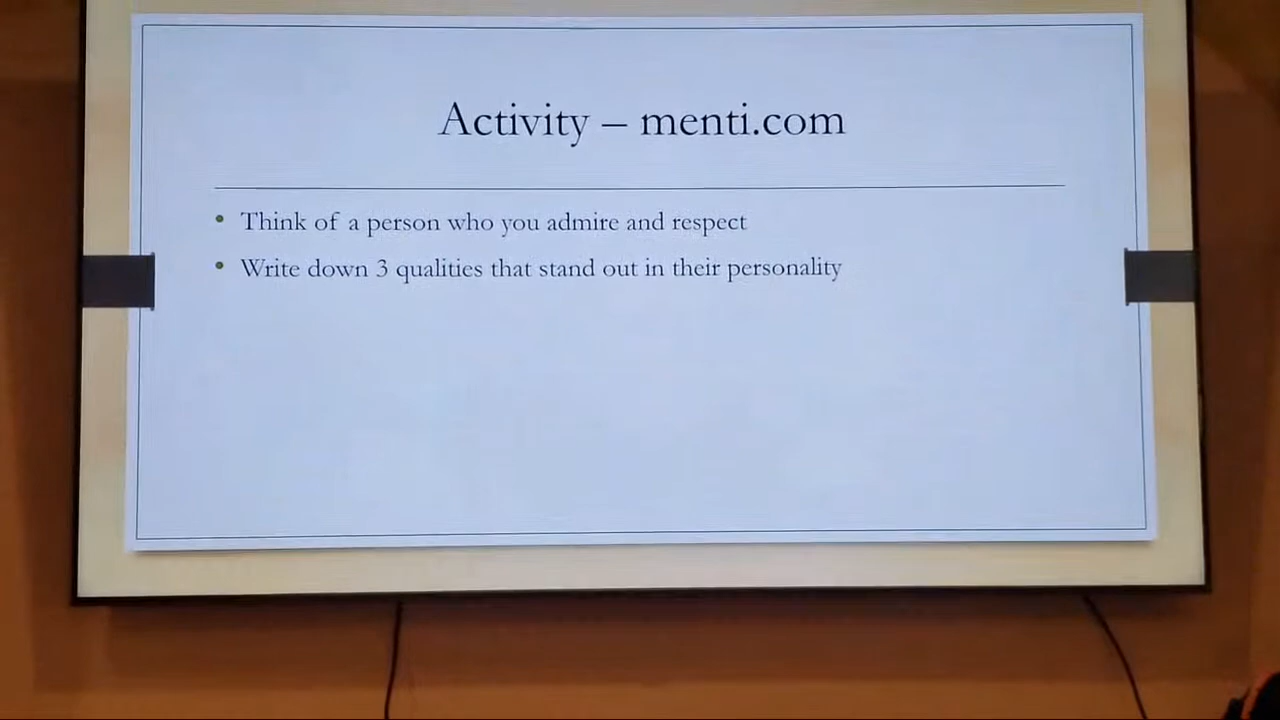 Activity – menti.com
Think of a person who you admire and respect
Write down 3 qualities that stand out in their personality